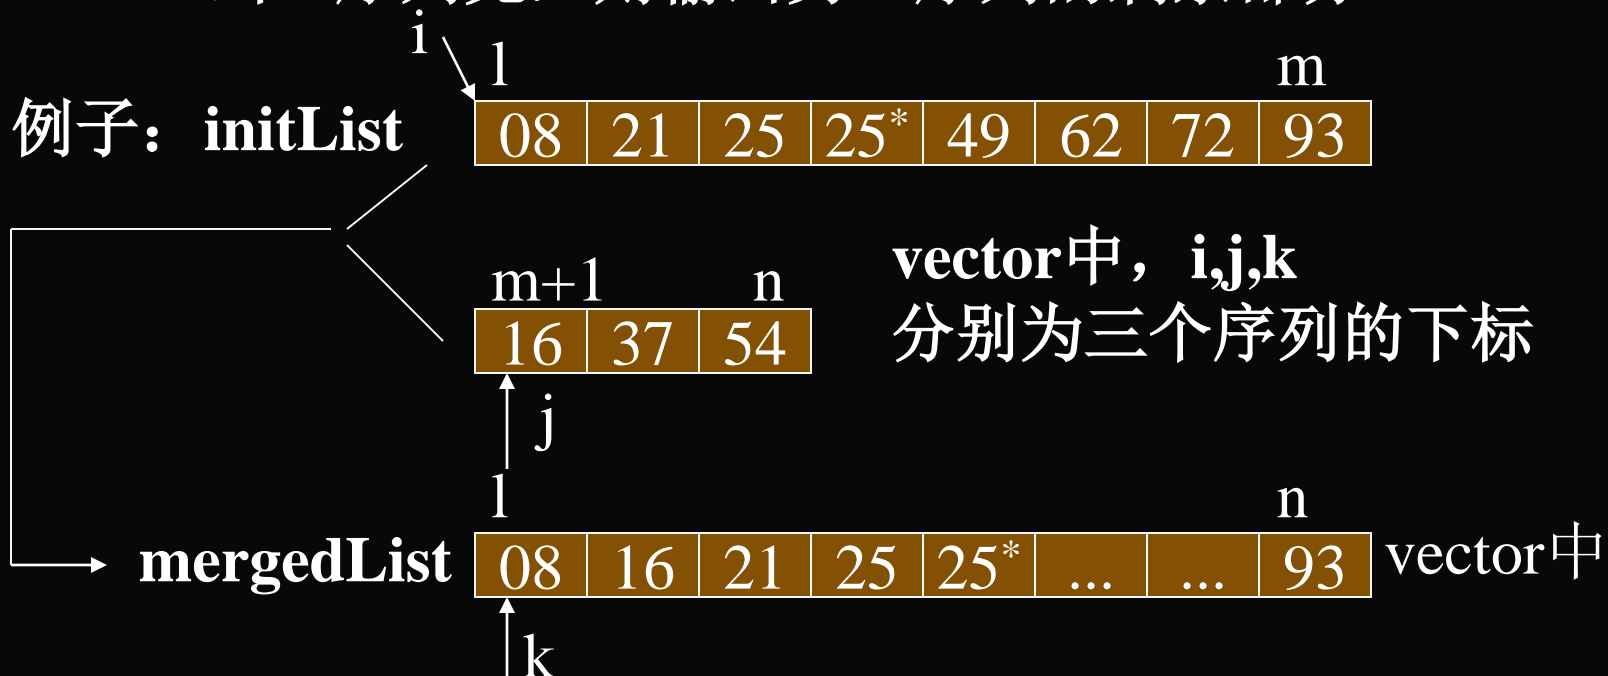 i
l m
例子：initList 08 21 25 25* 49 62 72 93
m+1 n
vector中，i,j,k
16 37 54
分别为三个序列的下标
j
l n
mergedList 08 16 21 25 25* ... ... 93 vector中
k